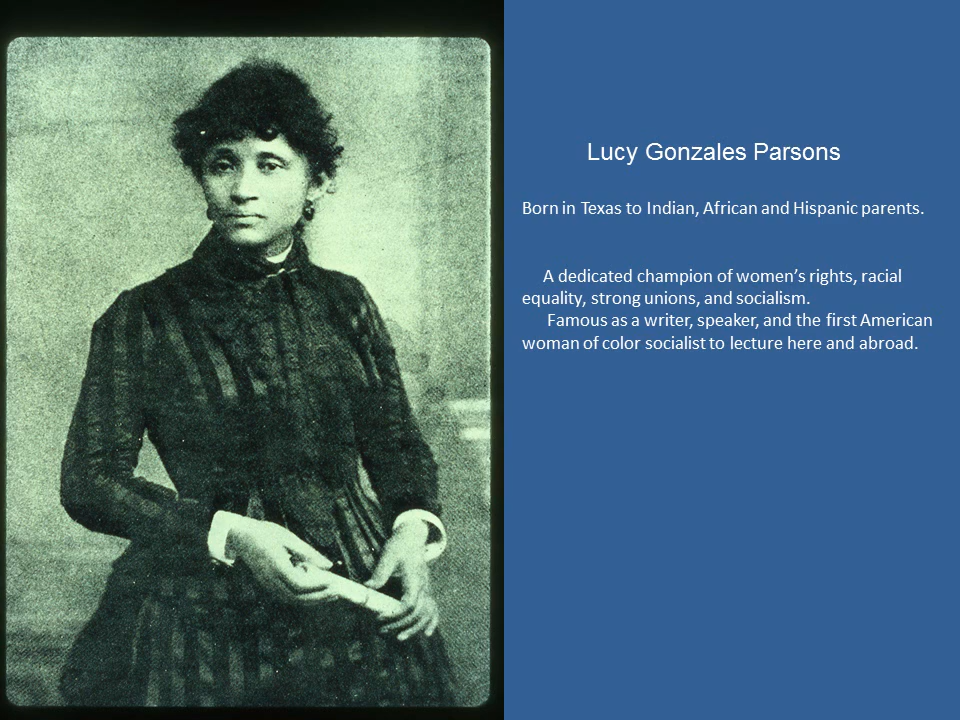 Lucy Gonzales Parsons
Born in Texas to Indian, African and Hispanic parents.
A dedicated champion of women’s rights, racial
equality, strong unions, and socialism.
Famous as a writer, speaker, and the first American
woman of color socialist to lecture here and abroad.